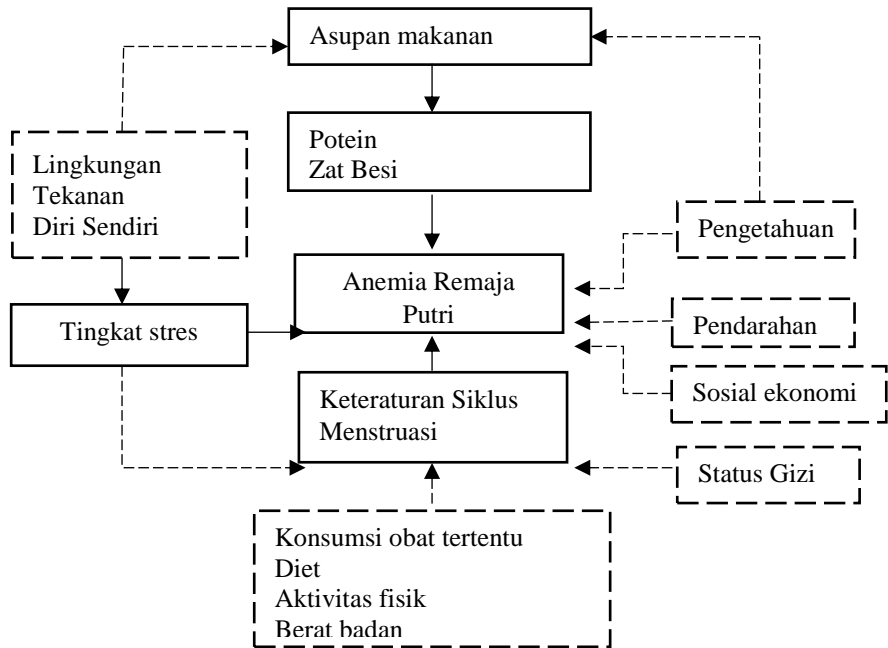 Asupan makanan
Potein
Zat Besi
Lingkungan
Tekanan
Diri Sendiri
Pengetahuan
Anemia Remaja
Putri
Tingkat stres
Pendarahan
Keteraturan Siklus
Menstruasi
Sosial ekonomi
Status Gizi
Konsumsi obat tertentu
Diet
Aktivitas fisik
Berat badan